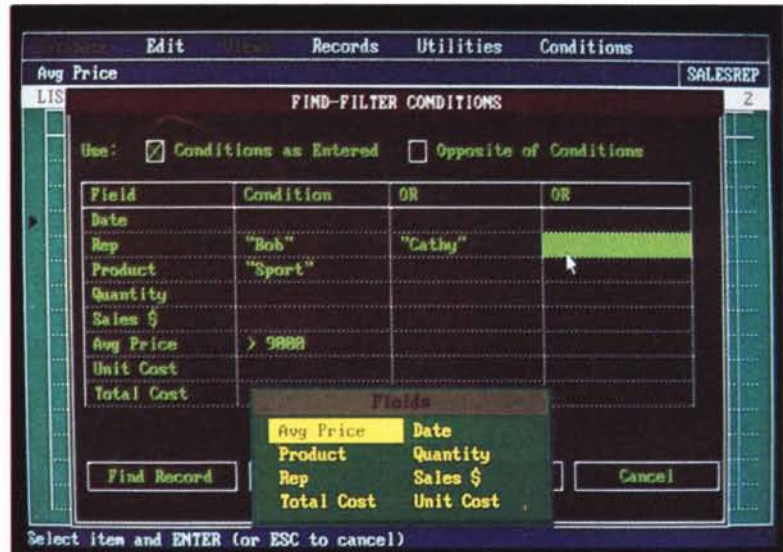 Database Edit Views Records Utilities Conditions
Avg Price SALESREP
LIS 2
FIND-FILTER CONDITIONS
Use: Conditions as Entered Opposite of Conditions
Field Condition OR OR
Date
Rep "Bob" "Cathy"
Product "Sport"
Quantity
Sales $
Avg Price > 9000
Unit Cost
Total Cost
Fields
Avg Price Date
Product Quantity
Rep Sales $
Total Cost Unit Cost
Find Record Cancel
Select item and ENTER (or ESC to cancel)